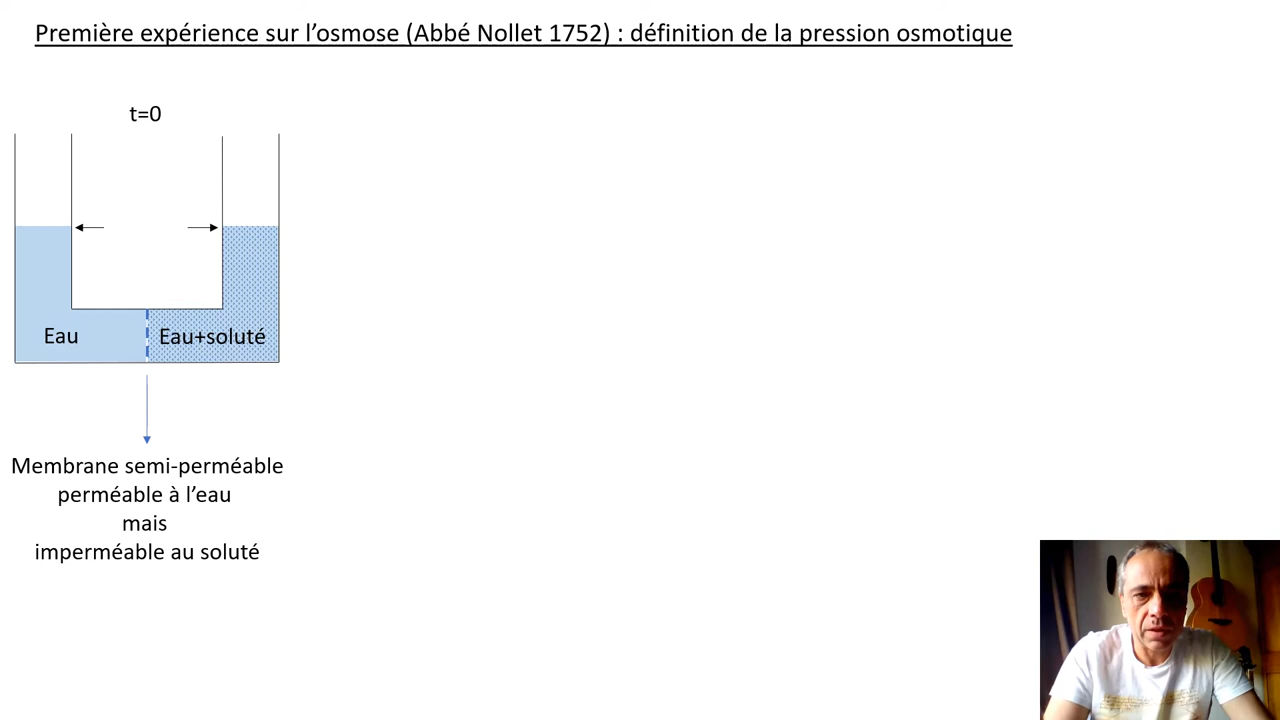 Première expérience sur l’osmose (Abbé Nollet 1752) : définition de la pression osmotique
t=0
Eau
Eau+soluté
Membrane semi-perméable
perméable à l’eau
mais
imperméable au soluté